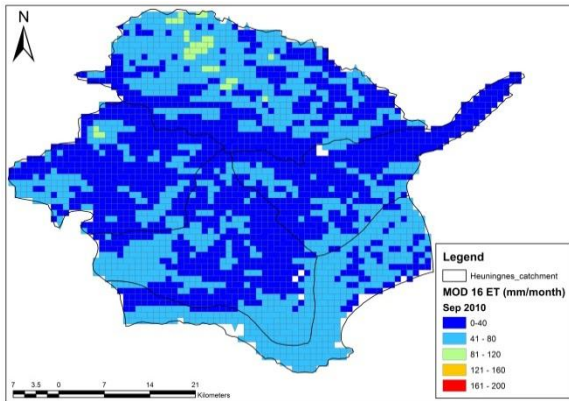 N
Legend
Heuningnes_catchment
MOD 16 ET (mm/month)
Sep 2010
0-40
41 - 80
81 - 120
121 - 160
161 - 200
7 3.5 0 7 14 21
Kilometers